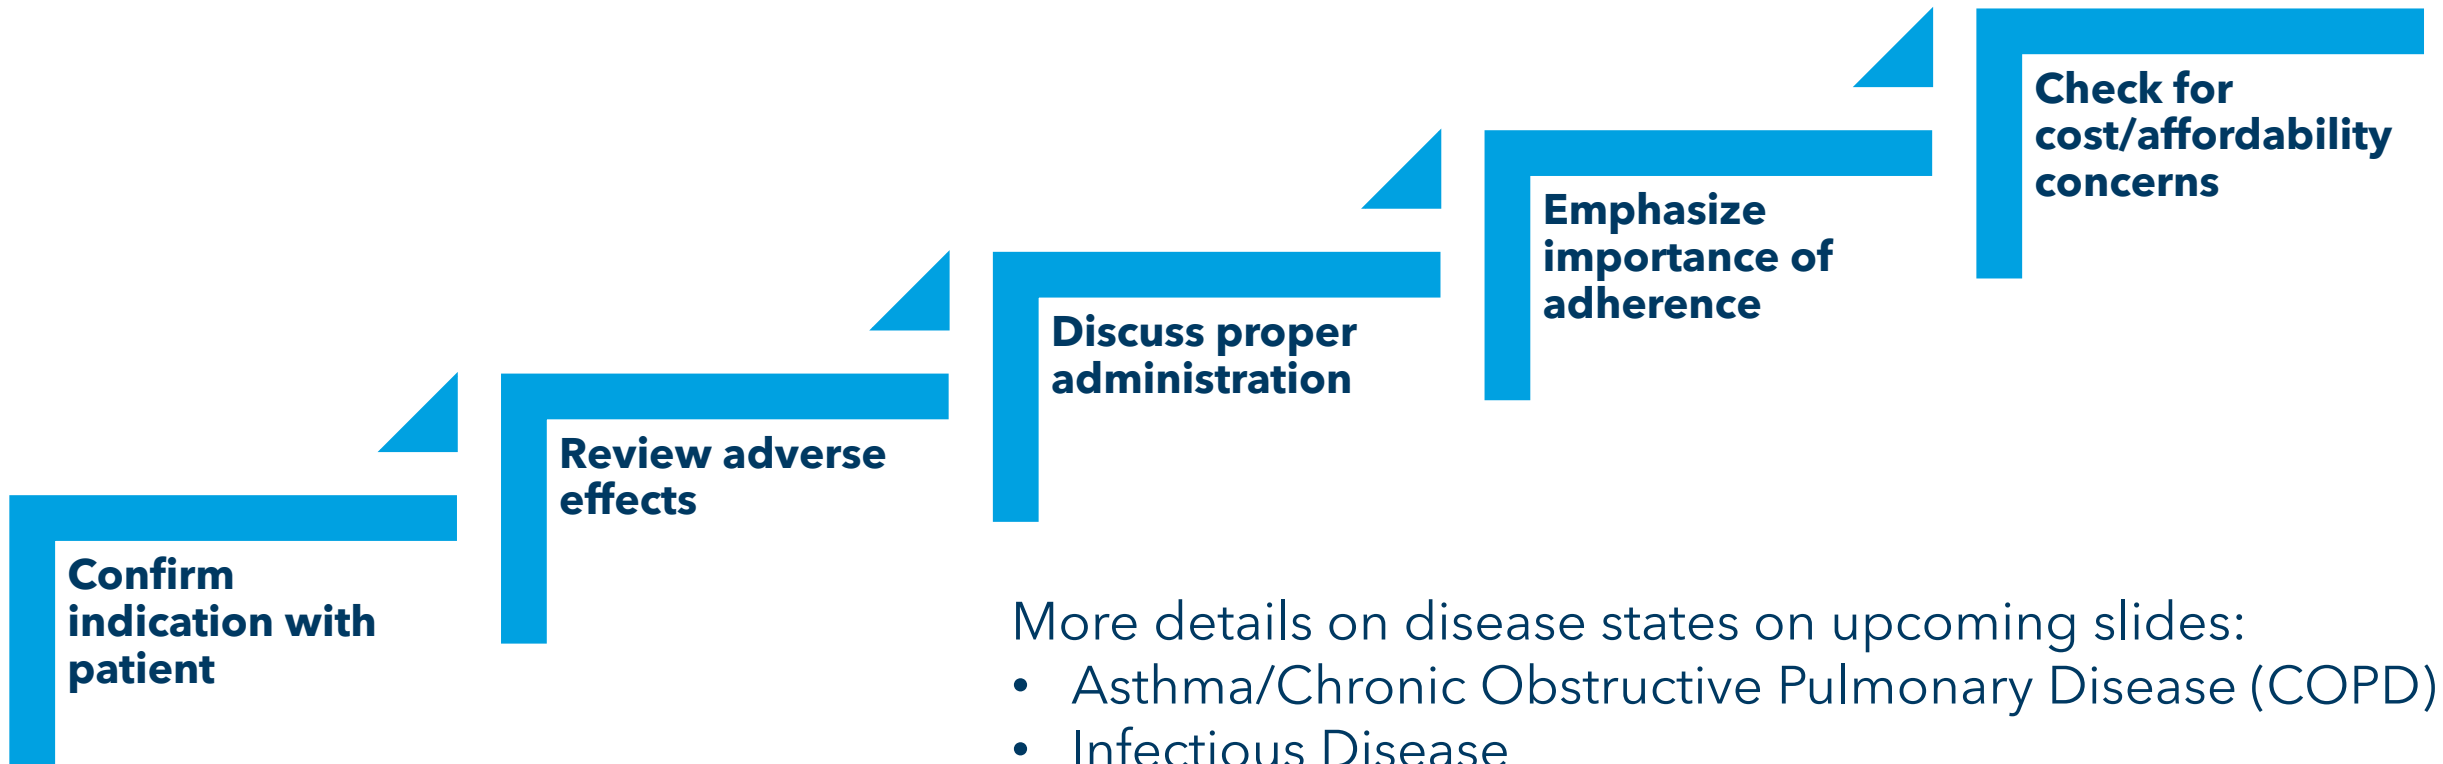 Confirm
indication with
patient
Review adverse
effects
Discuss proper
administration
Emphasize
importance of
adherence
Check for
cost/affordability
concerns
More details on disease states on upcoming slides:
• Asthma/Chronic Obstructive Pulmonary Disease (COPD)
• Infectious Disease